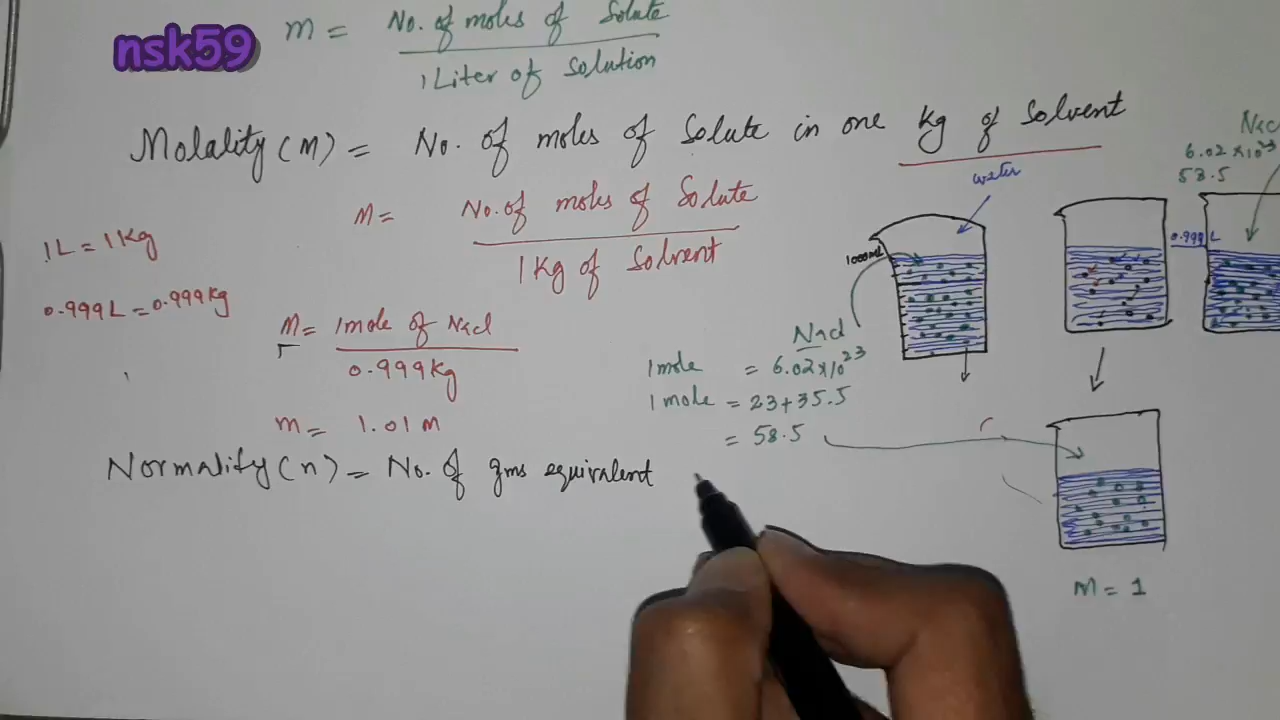 nsk59
m = No. of moles of Solute
1 Liter of Solution
Molality (m) = No. of moles of Solute in one kg of Solvent
m = No. of moles of Solute
1 Kg of Solvent
1L = 1Kg
0.999L = 0.999Kg
m = 1mole of Nacl
0.999Kg
m = 1.01 m
Normality (n) = No. of gms equivalent
water
1000mL
Nacl
1mole = 6.02×10²³
1mole = 23+35.5
= 58.5
Nacl
6.02×10²³
58.5
0.999 L
M = 1